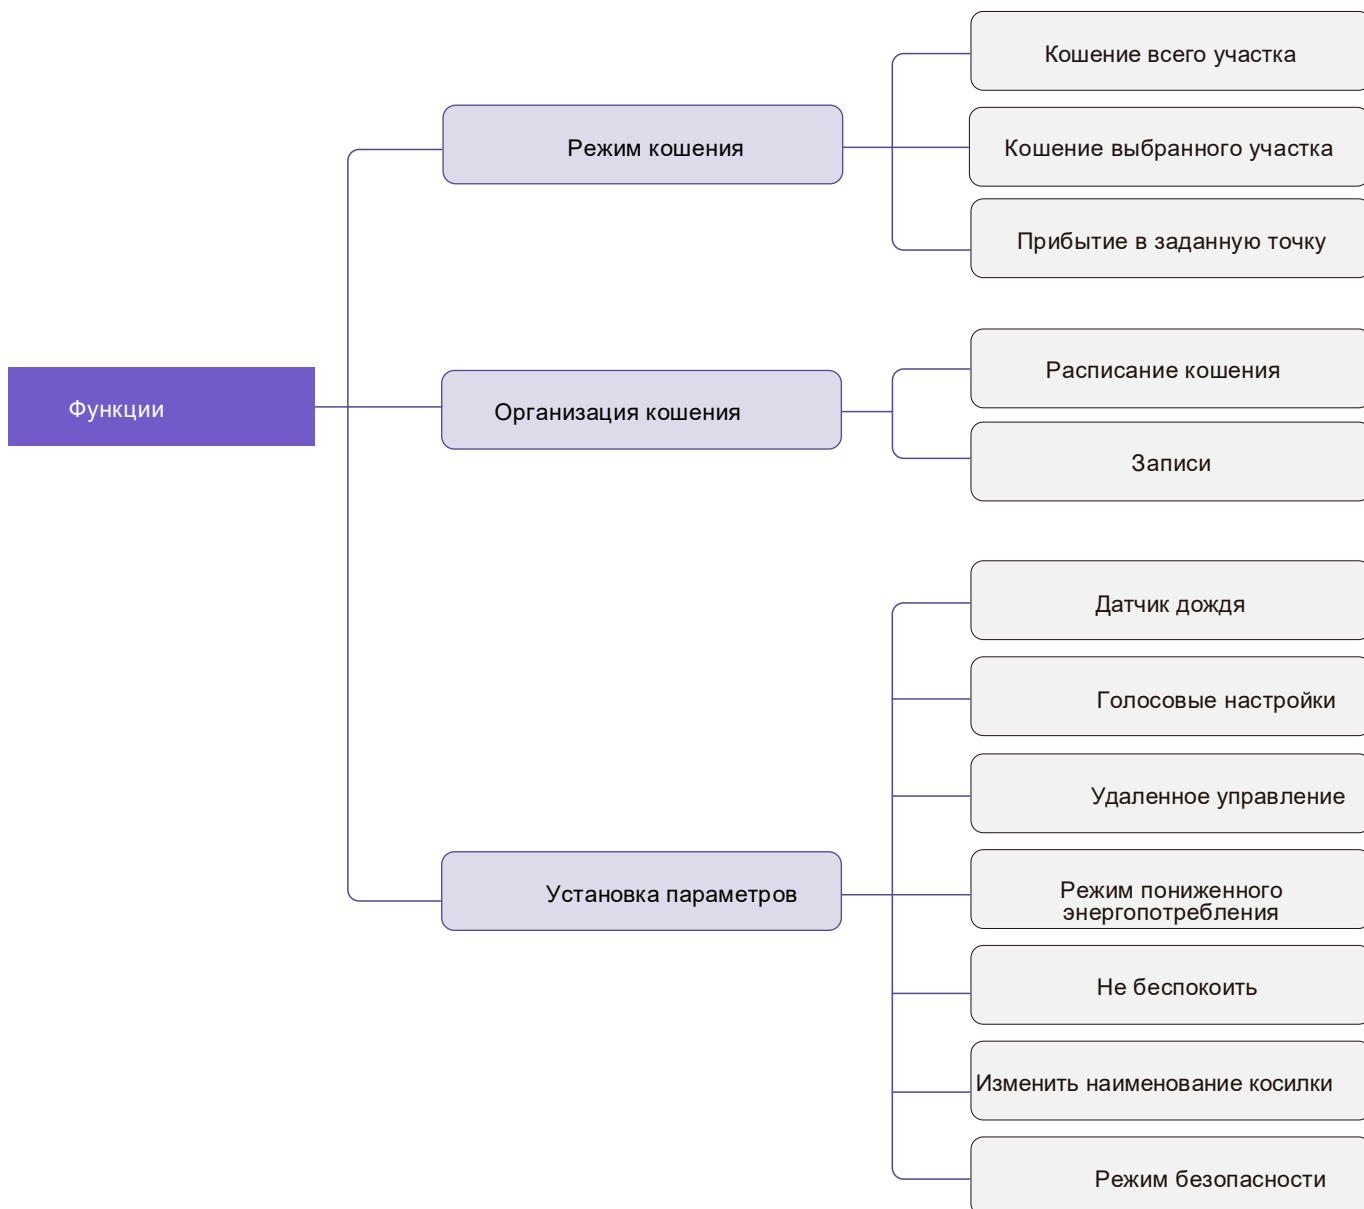 Функции
Режим кошения
Кошение всего участка
Кошение выбранного участка
Прибытие в заданную точку
Организация кошения
Расписание кошения
Записи
Установка параметров
Датчик дождя
Голосовые настройки
Удаленное управление
Режим пониженного
энергопотребления
Не беспокоить
Изменить наименование косилки
Режим безопасности